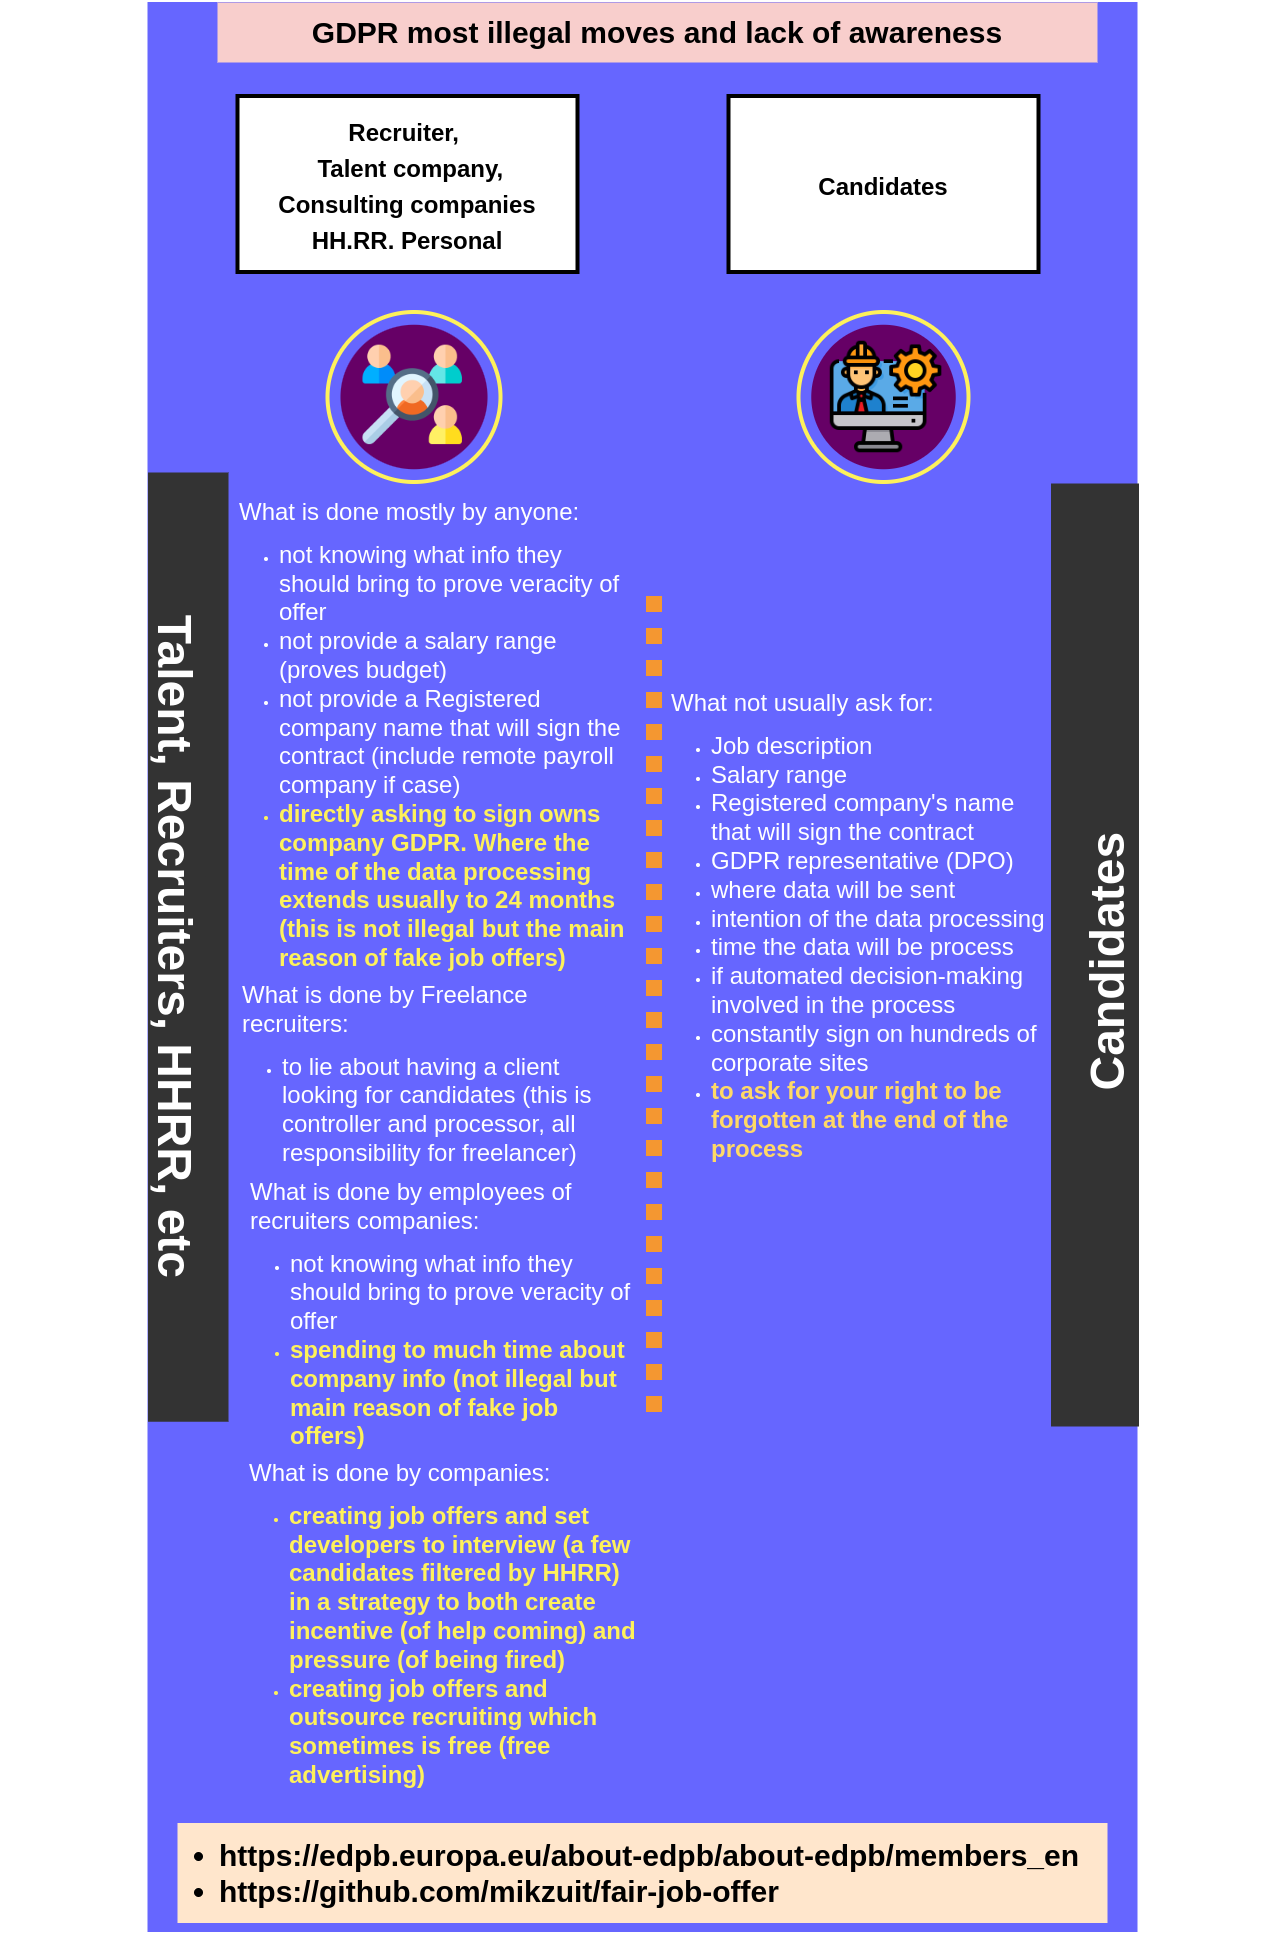 GDPR most illegal moves and lack of awareness
Recruiter,
Talent company,
Consulting companies
HH.RR. Personal
Candidates
Talent, Recruiters, HHRR, etc
What is done mostly by anyone:
• not knowing what info they
should bring to prove veracity of
offer
• not provide a salary range
(proves budget)
• not provide a Registered
company name that will sign the
contract (include remote payroll
company if case)
• directly asking to sign owns
company GDPR. Where the
time of the data processing
extends usually to 24 months
(this is not illegal but the main
reason of fake job offers)
What is done by Freelance
recruiters:
• to lie about having a client
looking for candidates (this is
controller and processor, all
responsibility for freelancer)
What is done by employees of
recruiters companies:
• not knowing what info they
should bring to prove veracity of
offer
• spending to much time about
company info (not illegal but
main reason of fake job
offers)
What is done by companies:
• creating job offers and set
developers to interview (a few
candidates filtered by HHRR)
in a strategy to both create
incentive (of help coming) and
pressure (of being fired)
• creating job offers and
outsource recruiting which
sometimes is free (free
advertising)
What not usually ask for:
• Job description
• Salary range
• Registered company's name
that will sign the contract
• GDPR representative (DPO)
• where data will be sent
• intention of the data processing
• time the data will be process
• if automated decision-making
involved in the process
• constantly sign on hundreds of
corporate sites
• to ask for your right to be
forgotten at the end of the
process
Candidates
• https://edpb.europa.eu/about-edpb/about-edpb/members_en
• https://github.com/mikzuit/fair-job-offer